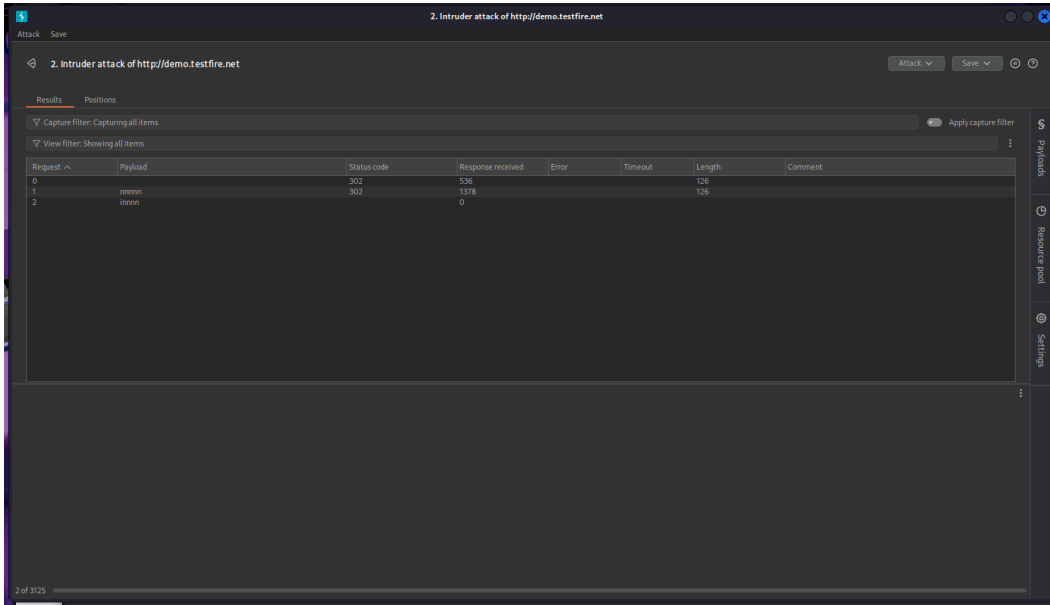 2. Intruder attack of http://demo.testfire.net
Attack Save
2. Intruder attack of http://demo.testfire.net
Attack Save
Results Positions
Capture filter: Capturing all items Apply capture filter
View filter: Showing all items
Request Payload Status code Response received Error Timeout Length Comment
0 302 536 126
1 nnnnn 302 1378 126
2 innnn 0
Payloads
Resource pool
Settings
2 of 3125